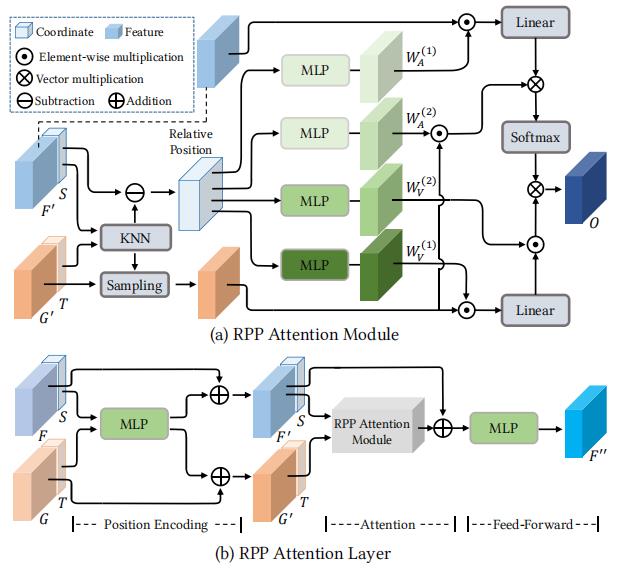 Coordinate Feature
Element-wise multiplication
Vector multiplication
Subtraction Addition
Relative
Position
F′ S
G′ T
KNN
Sampling
MLP
MLP
MLP
MLP
W_A^(1)
W_A^(2)
W_V^(2)
W_V^(1)
Linear
Softmax
O
Linear
(a) RPP Attention Module
F S
G T
MLP
F′ S
G′ T
RPP Attention
Module
MLP
F′′
Position Encoding Attention Feed-Forward
(b) RPP Attention Layer